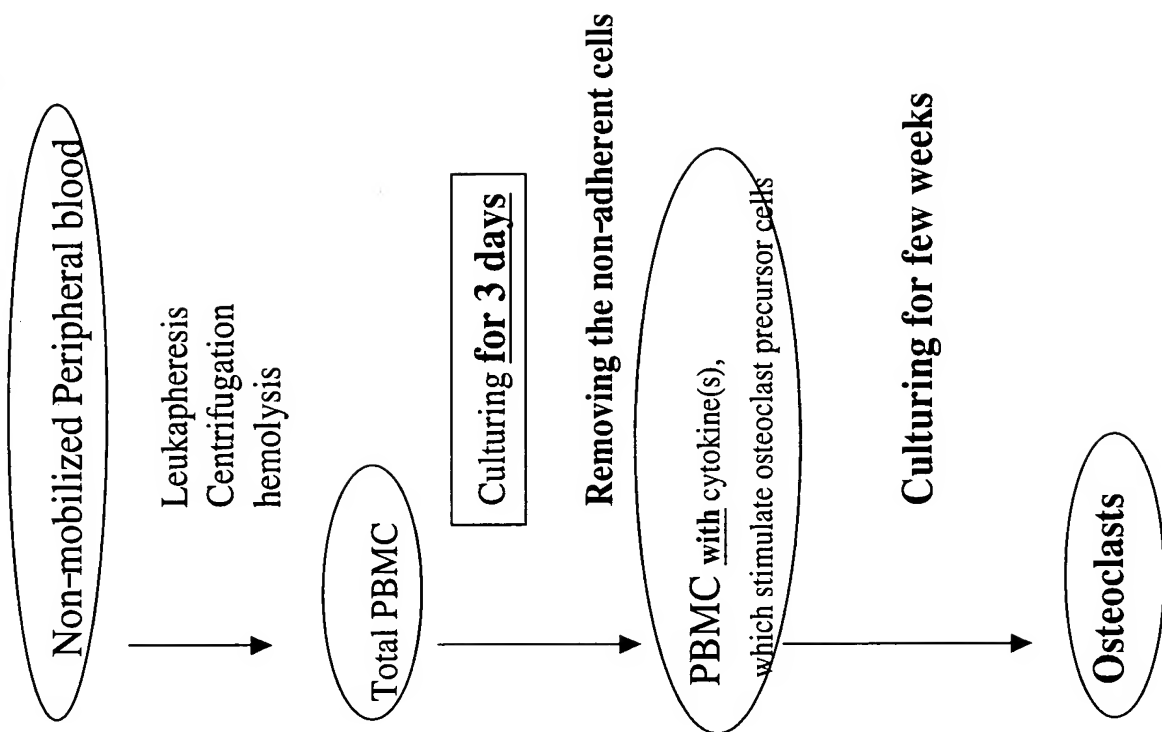 Non-mobilized Peripheral blood
Leukapheresis
Centrifugation
hemolysis
Total PBMC
Culturing for 3 days
Removing the non-adherent cells
PBMC with cytokine(s),
which stimulate osteoclast precursor cells
Culturing for few weeks
Osteoclasts